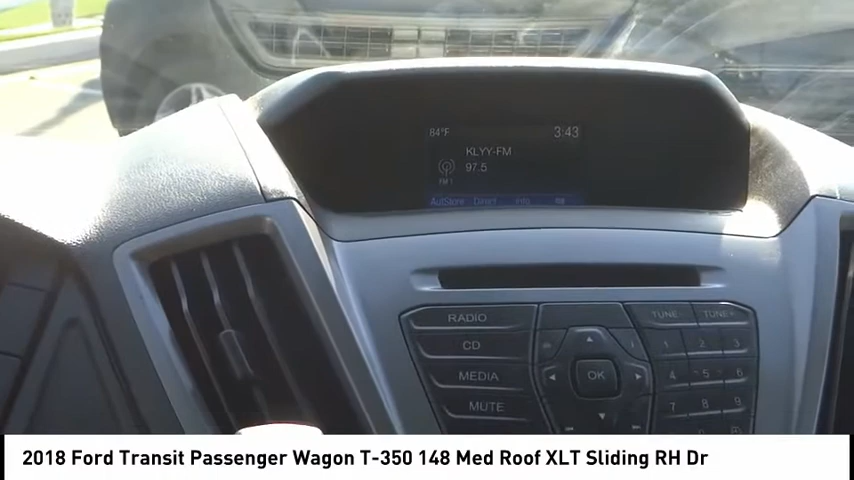 84°F 3:43
KLYY-FM
97.5
FM1
AutoStore Direct Info
RADIO
CD
MEDIA
MUTE
OK
TUNE - TUNE +
1 2 3
4 5 6
7 8 9
2018 Ford Transit Passenger Wagon T-350 148 Med Roof XLT Sliding RH Dr